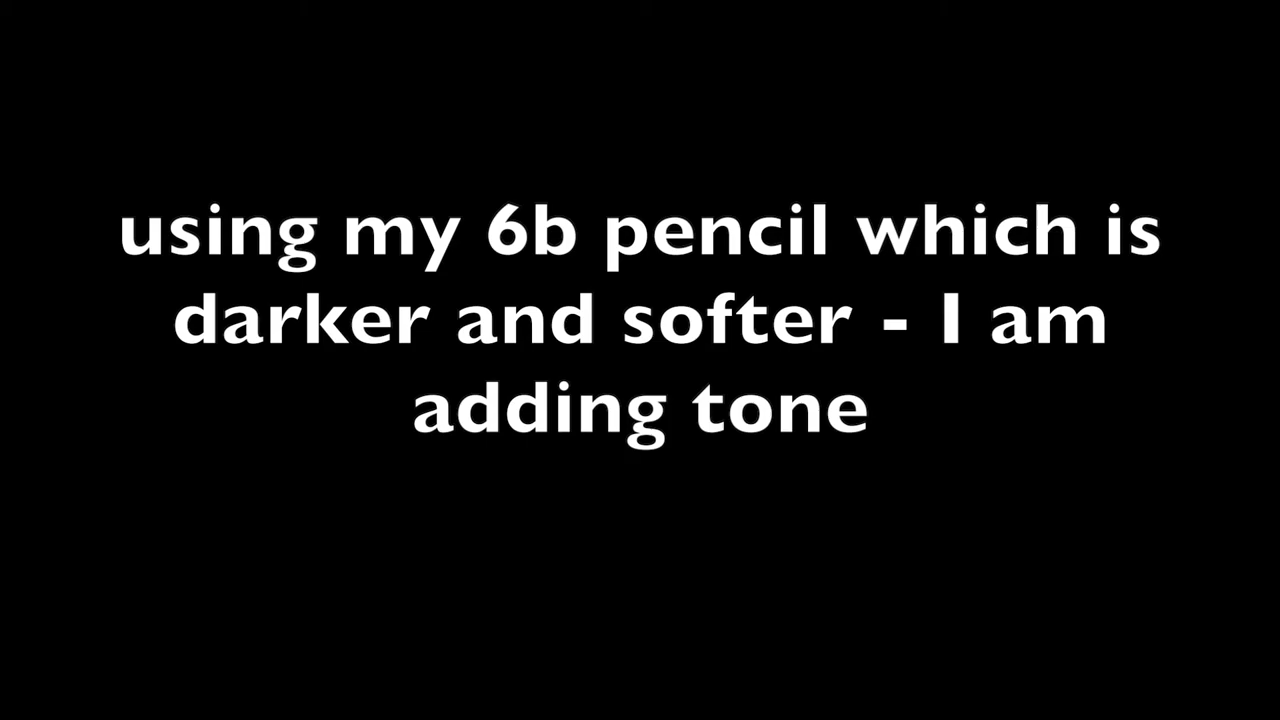 using my 6b pencil which is
darker and softer - I am
adding tone